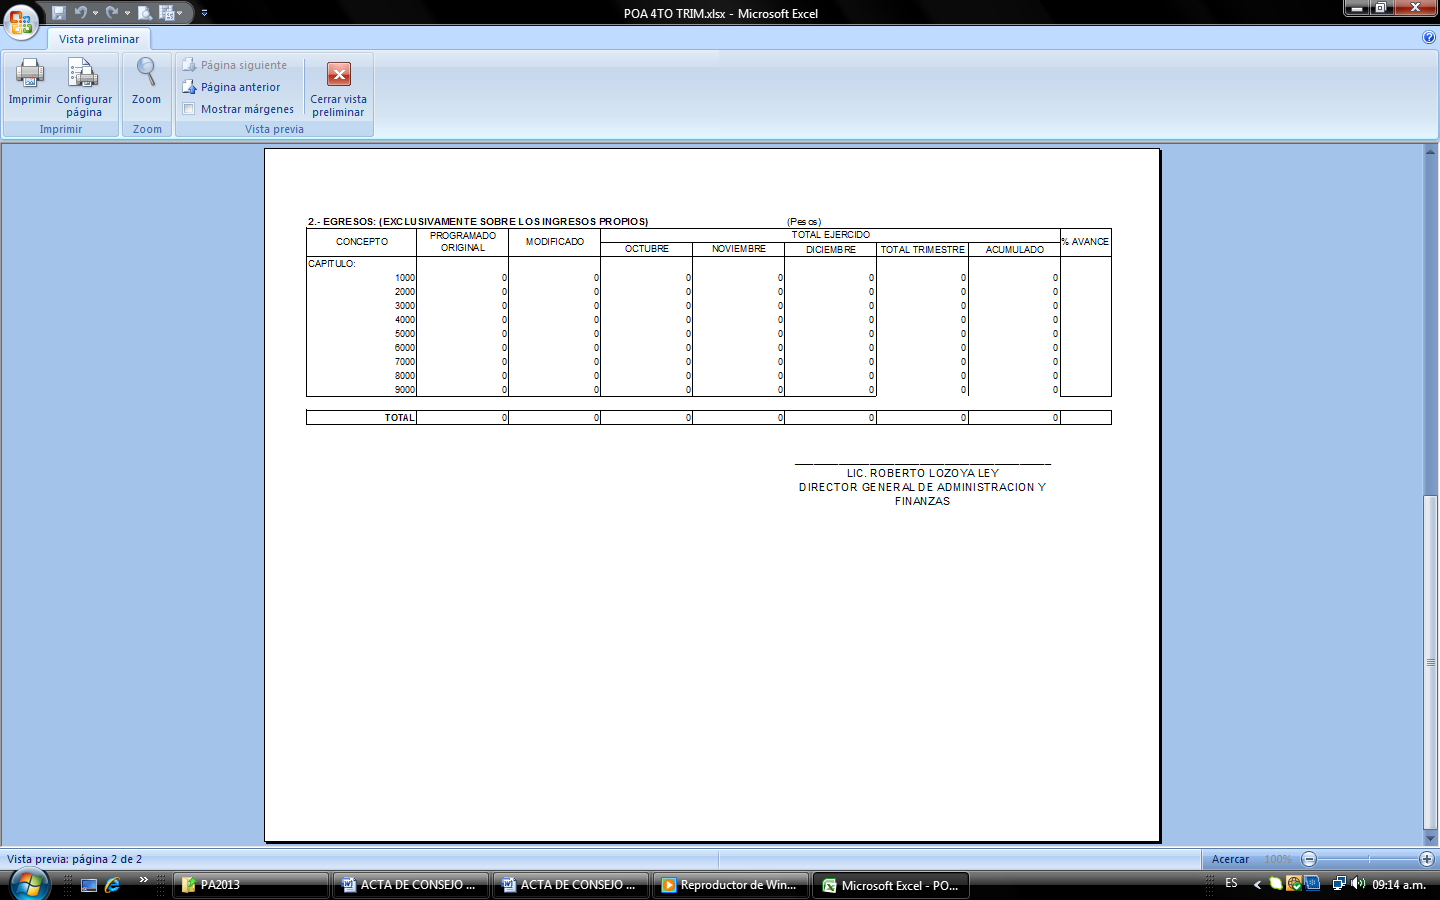 POA 4TO TRIM.xlsx - Microsoft Excel
Vista preliminar
Imprimir
Configurar página
Zoom
Página siguiente
Página anterior
Mostrar márgenes
Cerrar vista preliminar
Imprimir
Zoom
Vista previa
2.- EGRESOS: (EXCLUSIVAMENTE SOBRE LOS INGRESOS PROPIOS) (Pesos)
CONCEPTO PROGRAMADO ORIGINAL MODIFICADO TOTAL EJERCIDO % AVANCE
OCTUBRE NOVIEMBRE DICIEMBRE TOTAL TRIMESTRE ACUMULADO
CAPITULO:
1000 0 0 0 0 0 0 0
2000 0 0 0 0 0 0 0
3000 0 0 0 0 0 0 0
4000 0 0 0 0 0 0 0
5000 0 0 0 0 0 0 0
6000 0 0 0 0 0 0 0
7000 0 0 0 0 0 0 0
8000 0 0 0 0 0 0 0
9000 0 0 0 0 0 0 0
TOTAL 0 0 0 0 0 0 0
LIC. ROBERTO LOZOYA LEY
DIRECTOR GENERAL DE ADMINISTRACION Y
FINANZAS
Vista previa: página 2 de 2
Acercar 100%
PA2013
ACTA DE CONSEJO ...
ACTA DE CONSEJO ...
Reproductor de Win...
Microsoft Excel - PO...
ES
09:14 a.m.